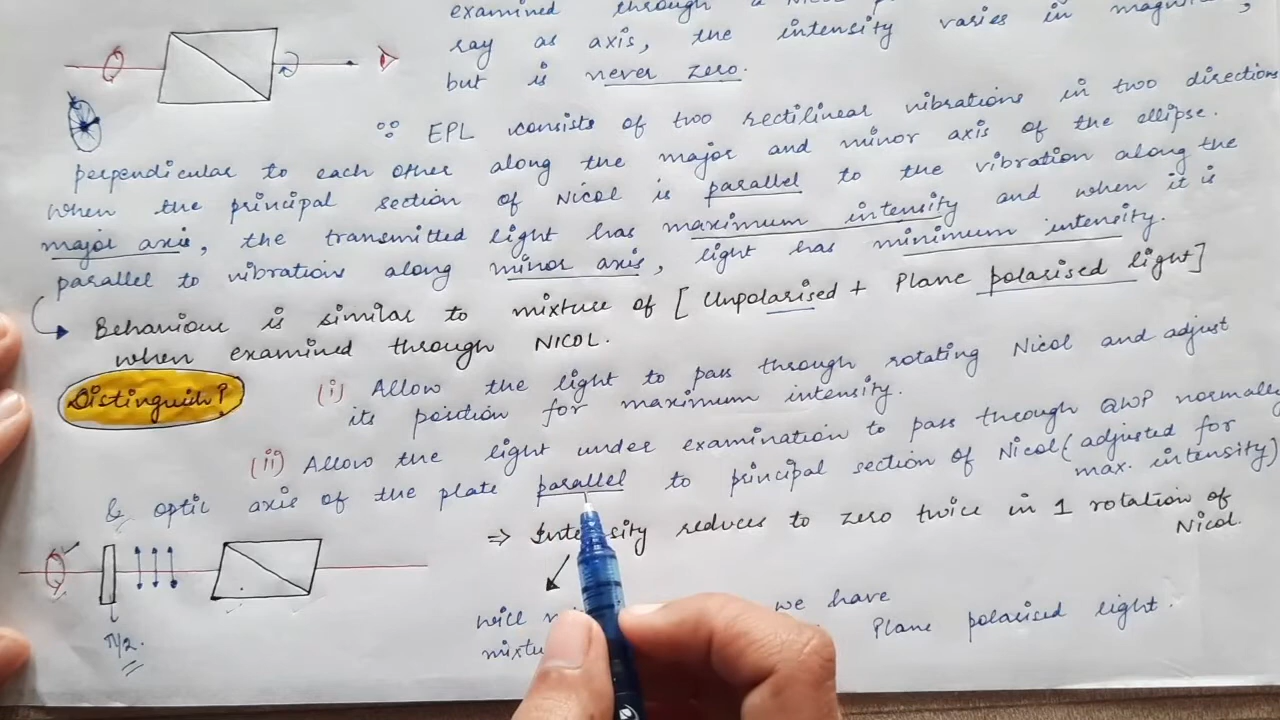 examined through a Nicol
ray as axis, the intensity varies in
but is never zero.
∵ EPL consists of two rectilinear vibrations in two directions
perpendicular to each other along the major and minor axis of the ellipse.
When the principal section of Nicol is parallel to the vibration along the
major axis, the transmitted light has maximum intensity and when it is
parallel to vibrations along minor axis, light has minimum intensity.
Behaviour is similar to mixture of [Unpolarised + Plane polarised light]
when examined through NICOL.
Distinguish?
(i) Allow the light to pass through rotating Nicol and adjust
its position for maximum intensity.
(ii) Allow the light under examination to pass through QWP normally
& optic axis of the plate parallel to principal section of Nicol (adjusted for
max. intensity)
⇒ Intensity reduces to zero twice in 1 rotation of
Nicol.
π/2.
will we have
Plane polarised light.